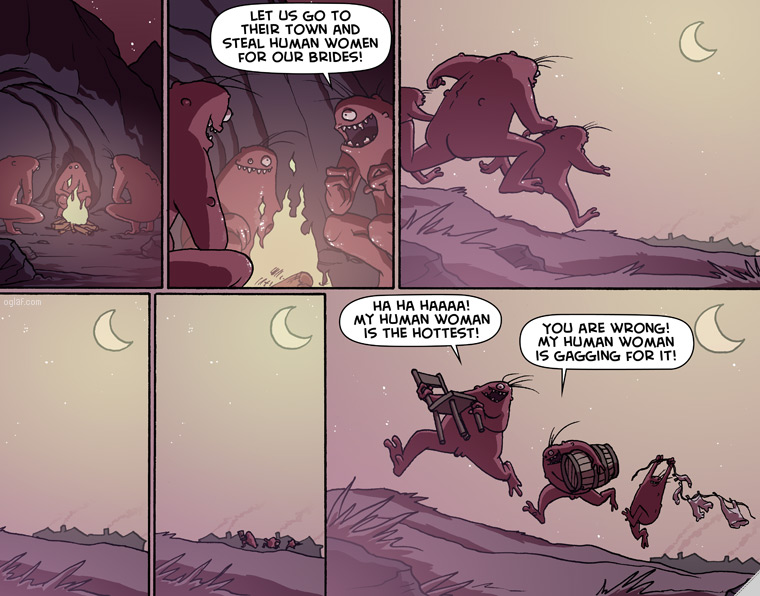 LET US GO TO
THEIR TOWN AND
STEAL HUMAN WOMEN
FOR OUR BRIDES!
oglaf.com
HA HA HAAAA!
MY HUMAN WOMAN
IS THE HOTTEST!
YOU ARE WRONG!
MY HUMAN WOMAN
IS GAGGING FOR IT!